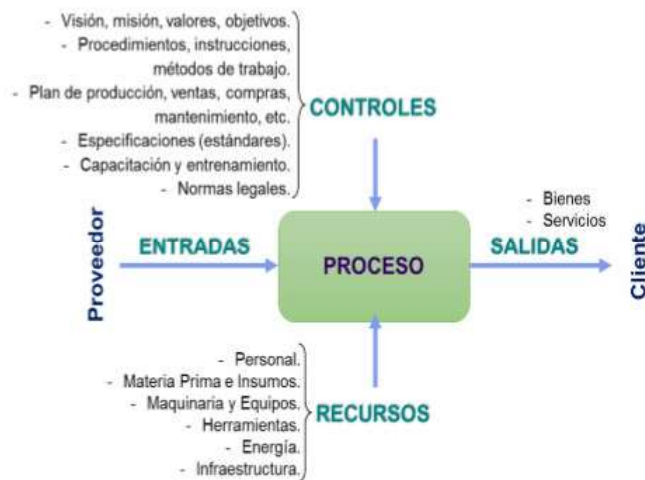 - Visión, misión, valores, objetivos.
- Procedimientos, instrucciones,
métodos de trabajo.
- Plan de producción, ventas, compras,
mantenimiento, etc.
- Especificaciones (estándares).
- Capacitación y entrenamiento.
- Normas legales.
CONTROLES
Proveedor
ENTRADAS
PROCESO
- Bienes
- Servicios
SALIDAS
Cliente
- Personal.
- Materia Prima e Insumos.
- Maquinaria y Equipos.
- Herramientas.
- Energía.
- Infraestructura.
RECURSOS